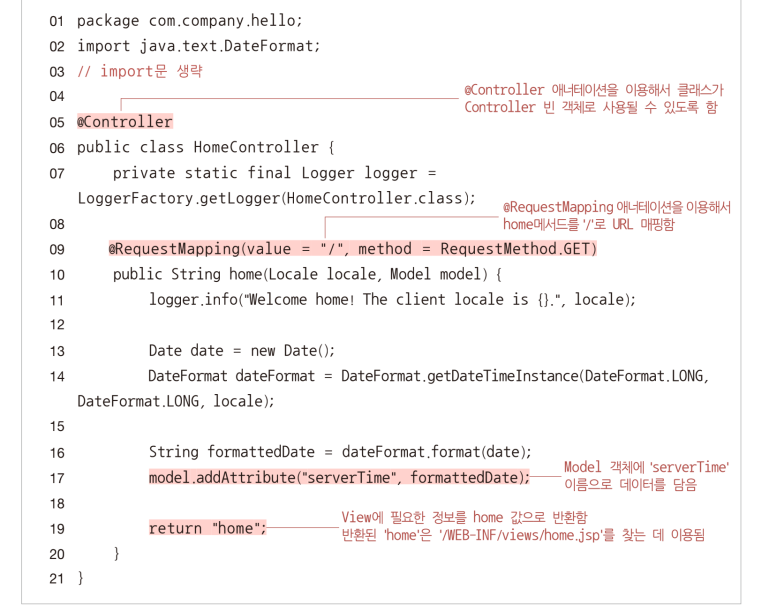 01 package com.company.hello;
02 import java.text.DateFormat;
03 // import문 생략
04
@Controller 애너테이션을 이용해서 클래스가
Controller 빈 객체로 사용될 수 있도록 함
05 @Controller
06 public class HomeController {
07 private static final Logger logger =
LoggerFactory.getLogger(HomeController.class);
@RequestMapping 애너테이션을 이용해서
home메서드를 '/'로 URL 매핑함
08
09 @RequestMapping(value = "/", method = RequestMethod.GET)
10 public String home(Locale locale, Model model) {
11 logger.info("Welcome home! The client locale is {}.", locale);
12
13 Date date = new Date();
14 DateFormat dateFormat = DateFormat.getDateTimeInstance(DateFormat.LONG,
DateFormat.LONG, locale);
15
16 String formattedDate = dateFormat.format(date);
17 model.addAttribute("serverTime", formattedDate);
Model 객체에 'serverTime'
이름으로 데이터를 담음
18
19 return "home";
View에 필요한 정보를 home 값으로 반환함
반환된 'home'은 '/WEB-INF/views/home.jsp'를 찾는 데 이용됨
20 }
21 }